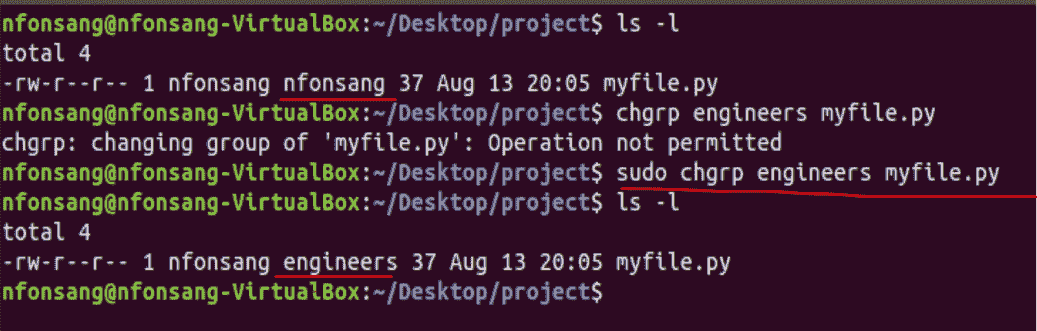 nfonsang@nfonsang-VirtualBox:~/Desktop/project$ ls -l
total 4
-rw-r--r-- 1 nfonsang nfonsang 37 Aug 13 20:05 myfile.py
nfonsang@nfonsang-VirtualBox:~/Desktop/project$ chgrp engineers myfile.py
chgrp: changing group of 'myfile.py': Operation not permitted
nfonsang@nfonsang-VirtualBox:~/Desktop/project$ sudo chgrp engineers myfile.py
nfonsang@nfonsang-VirtualBox:~/Desktop/project$ ls -l
total 4
-rw-r--r-- 1 nfonsang engineers 37 Aug 13 20:05 myfile.py
nfonsang@nfonsang-VirtualBox:~/Desktop/project$